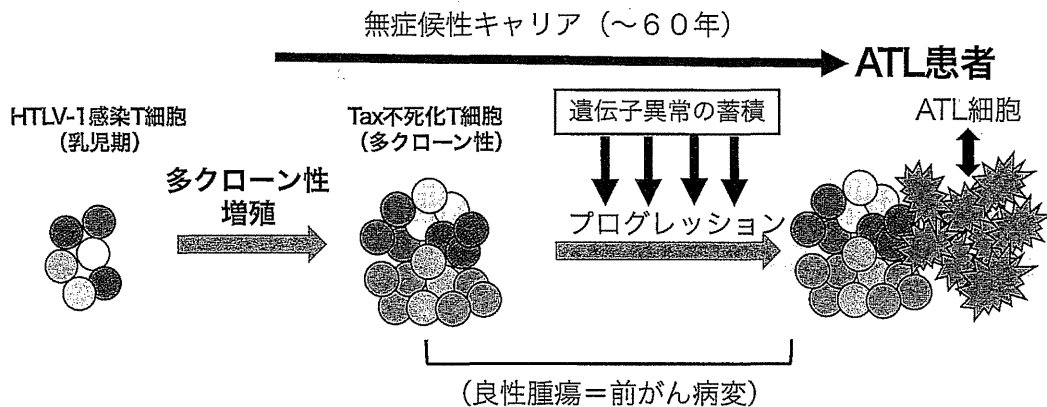 無症候性キャリア（～６０年）
ATL患者
HTLV-1感染T細胞
（乳児期）
Tax不死化T細胞
（多クローン性）
遺伝子異常の蓄積
ATL細胞
多クローン性
増殖
プログレッション
（良性腫瘍＝前がん病変）